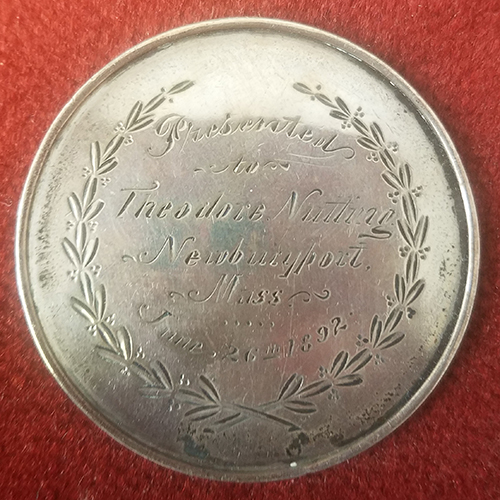 Presented
to
Theodore Nutting
Newburyport,
Mass
June 26th 1892